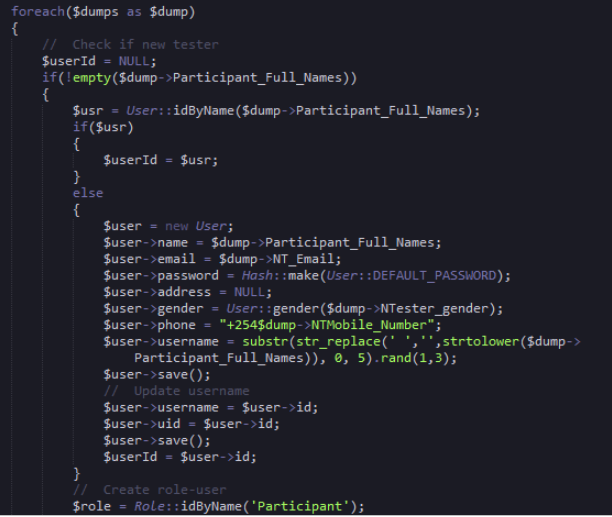 foreach($dumps as $dump)
{
//  Check if new tester
$userId = NULL;
if(!empty($dump->Participant_Full_Names))
{
$usr = User::idByName($dump->Participant_Full_Names);
if($usr)
{
$userId = $usr;
}
else
{
$user = new User;
$user->name = $dump->Participant_Full_Names;
$user->email = $dump->NT_Email;
$user->password = Hash::make(User::DEFAULT_PASSWORD);
$user->address = NULL;
$user->gender = User::gender($dump->NTester_gender);
$user->phone = "+254$dump->NTMobile_Number";
$user->username = substr(str_replace(' ','',strtolower($dump->
Participant_Full_Names)), 0, 5).rand(1,3);
$user->save();
//  Update username
$user->username = $user->id;
$user->uid = $user->id;
$user->save();
$userId = $user->id;
}
//  Create role-user
$role = Role::idByName('Participant');